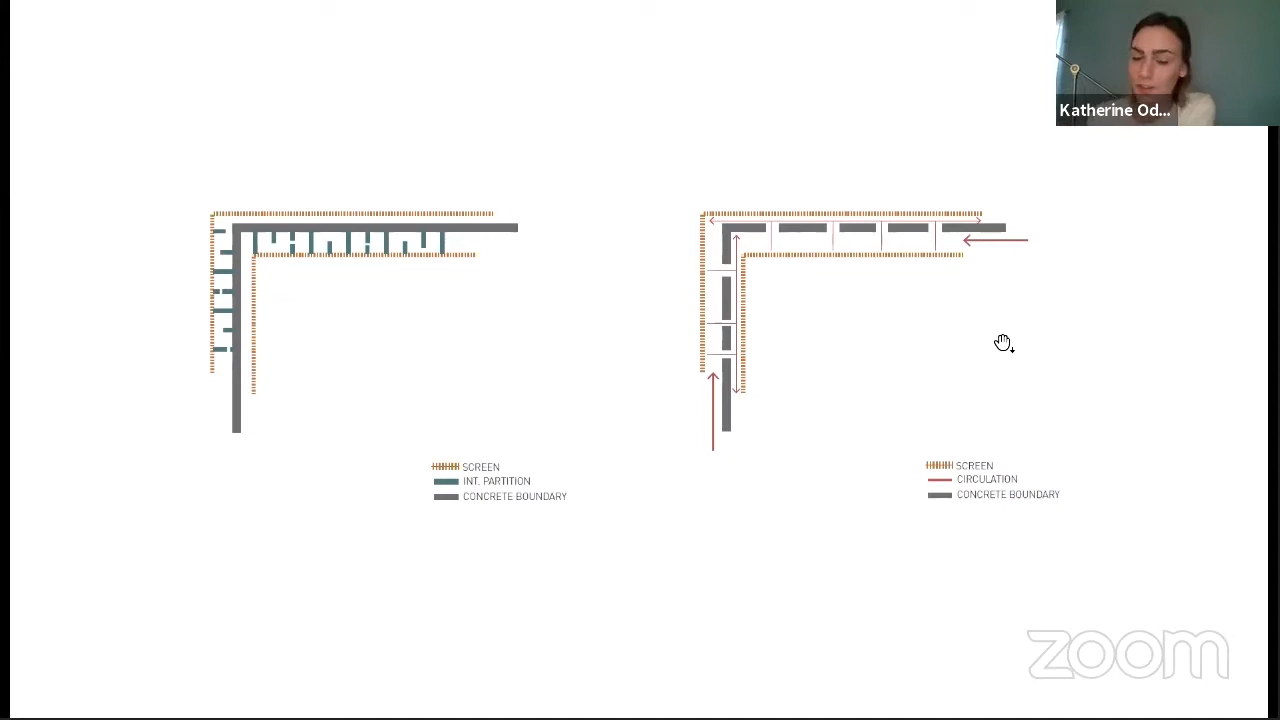 Katherine Od...
SCREEN
INT. PARTITION
CONCRETE BOUNDARY
SCREEN
CIRCULATION
CONCRETE BOUNDARY
zoom